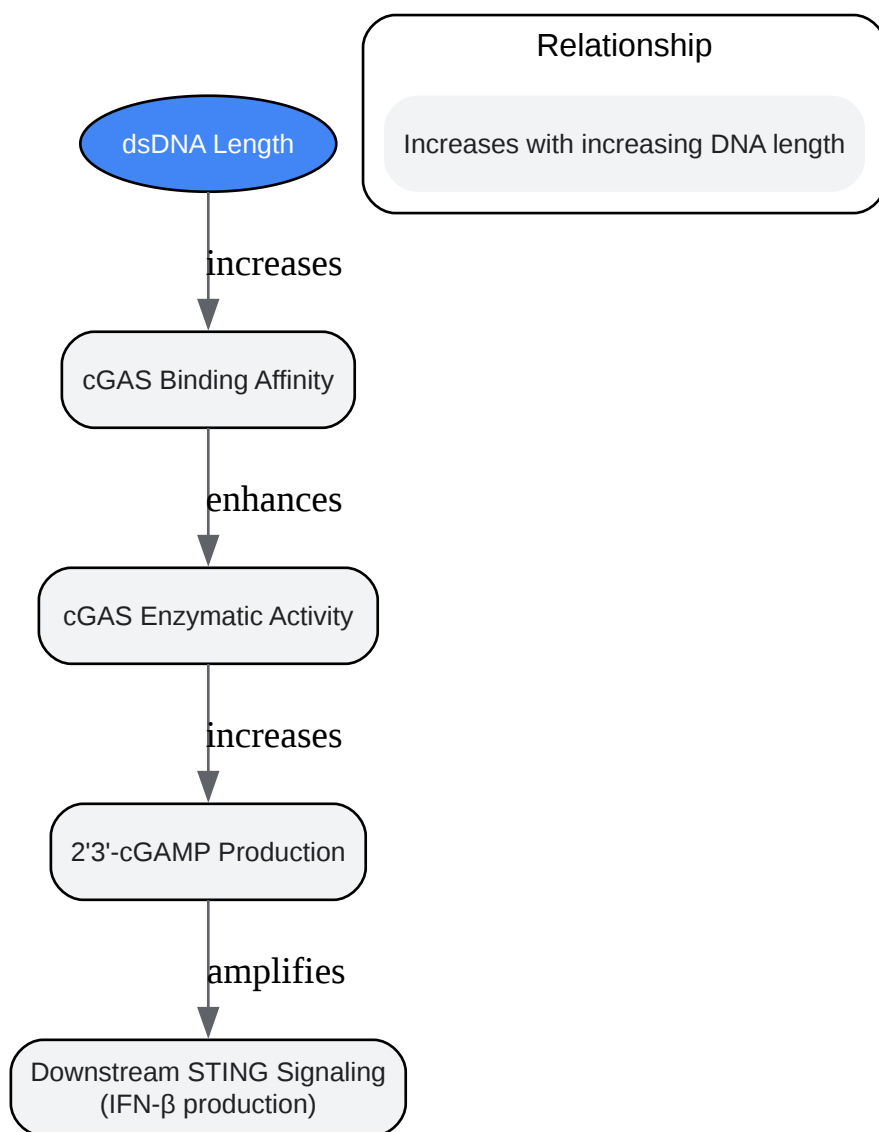 Relationship
dsDNA Length
Increases with increasing DNA length
increases
cGAS Binding Affinity
enhances
cGAS Enzymatic Activity
increases
2'3'-cGAMP Production
amplifies
Downstream STING Signaling
(IFN-β production)